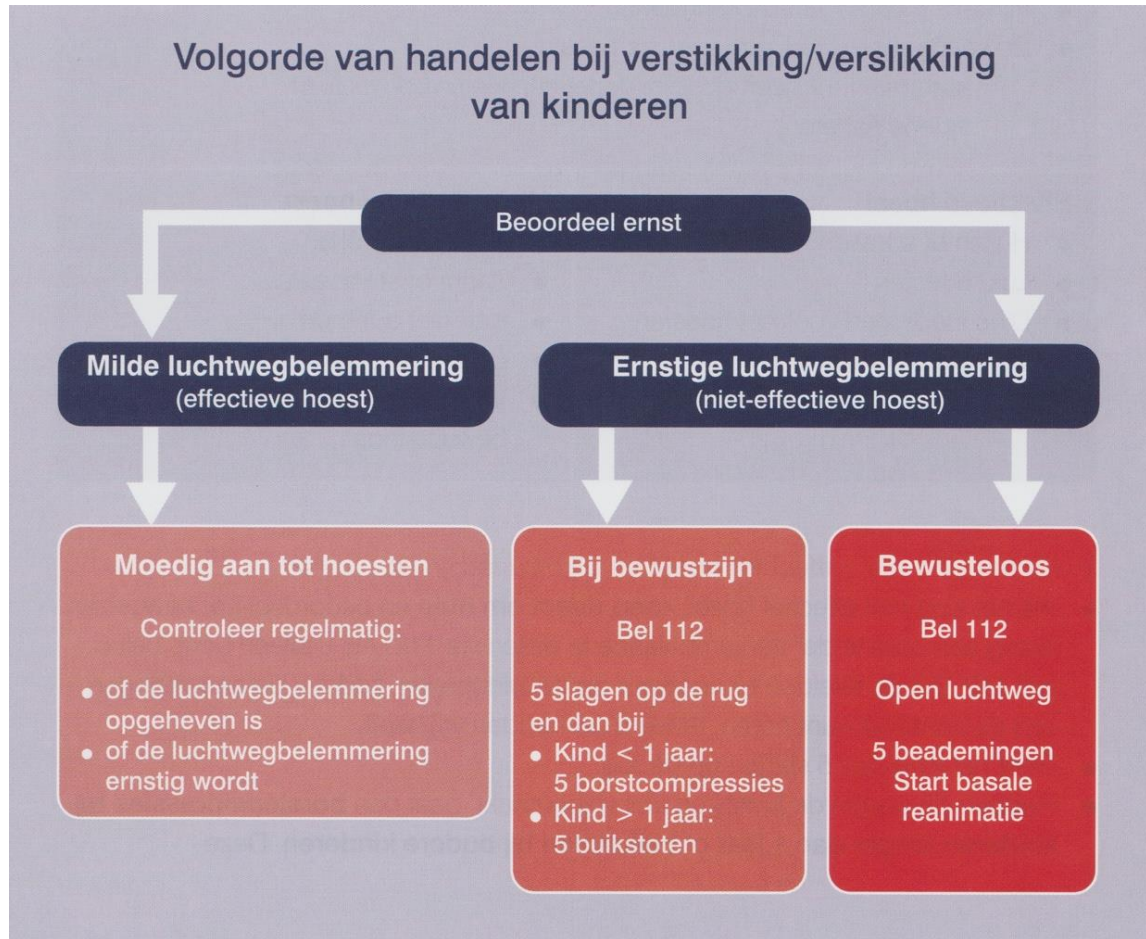 Volgorde van handelen bij verstikking/verslikking
van kinderen
Beoordeel ernst
Milde luchtwegbelemmering
(effectieve hoest)
Ernstige luchtwegbelemmering
(niet-effectieve hoest)
Moedig aan tot hoesten
Controleer regelmatig:
• of de luchtwegbelemmering
opgeheven is
• of de luchtwegbelemmering
ernstig wordt
Bij bewustzijn
Bel 112
5 slagen op de rug
en dan bij
• Kind < 1 jaar:
5 borstcompressies
• Kind > 1 jaar:
5 buikstoten
Bewusteloos
Bel 112
Open luchtweg
5 beademingen
Start basale
reanimatie